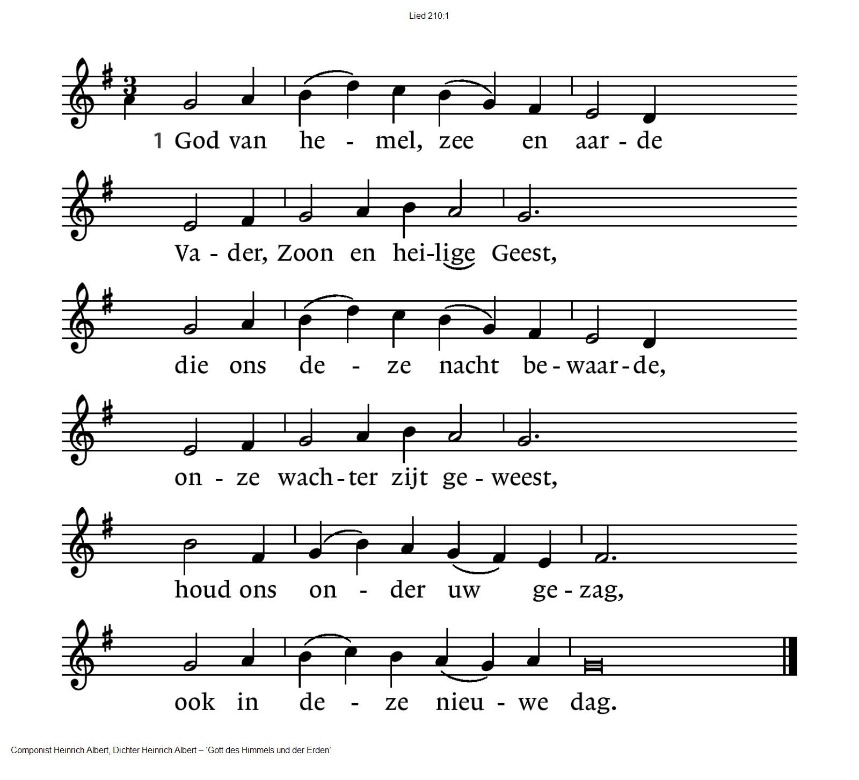 Lied 210:1
3
1 God van he - mel, zee en aar - de
Va - der, Zoon en hei-lige Geest,
die ons de - ze nacht be - waar - de,
on - ze wach - ter zijt ge - weest,
houd ons on - der uw ge - zag,
ook in de - ze nieu - we dag.
Componist Heinrich Albert, Dichter Heinrich Albert – 'Gott des Himmels und der Erden'